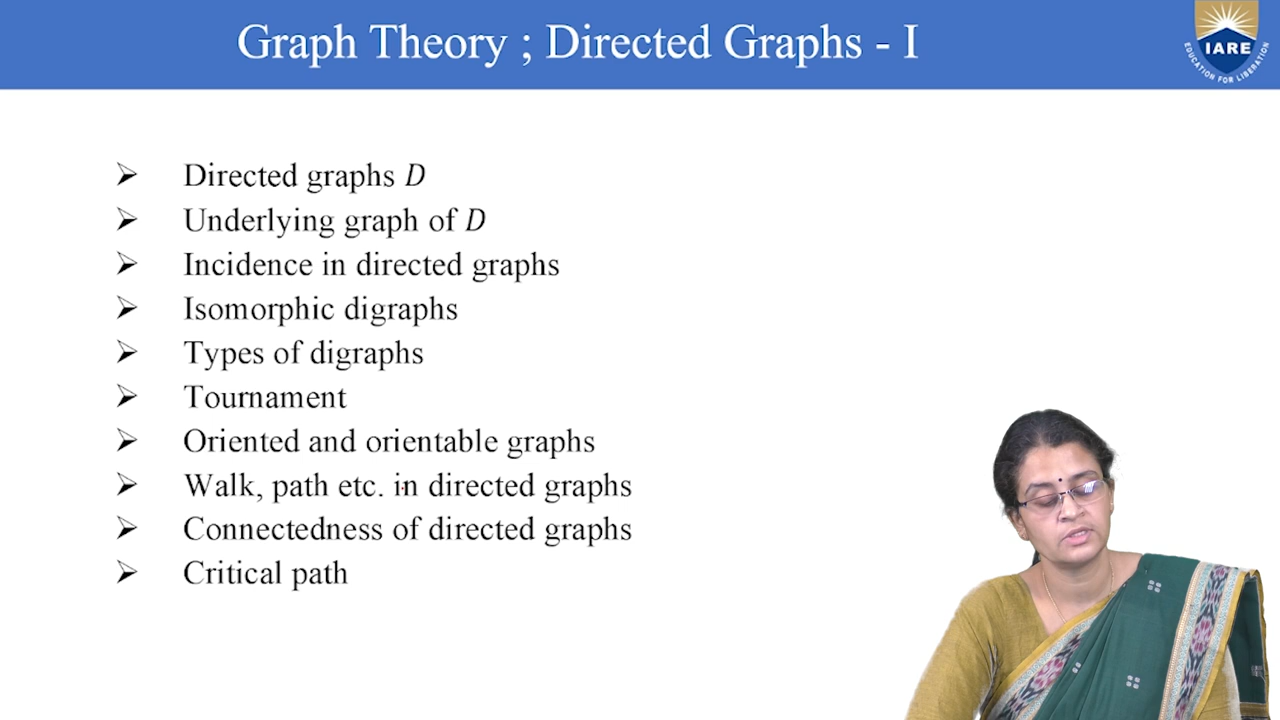 Graph Theory ; Directed Graphs - I
IARE
EDUCATION FOR LIBERATION
Directed graphs D
Underlying graph of D
Incidence in directed graphs
Isomorphic digraphs
Types of digraphs
Tournament
Oriented and orientable graphs
Walk, path etc. in directed graphs
Connectedness of directed graphs
Critical path